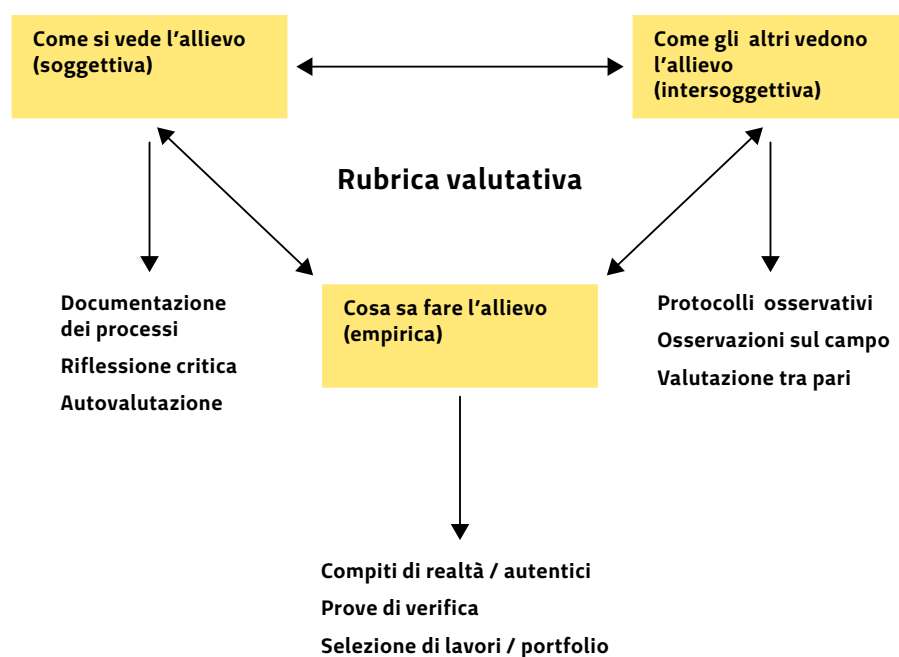 Come si vede l'allievo
(soggettiva)
Come gli altri vedono
l'allievo
(intersoggettiva)
Rubrica valutativa
Documentazione
dei processi
Riflessione critica
Autovalutazione
Cosa sa fare l'allievo
(empirica)
Protocolli osservativi
Osservazioni sul campo
Valutazione tra pari
Compiti di realtà / autentici
Prove di verifica
Selezione di lavori / portfolio